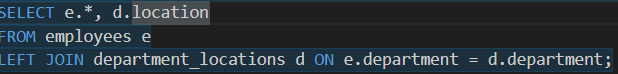 SELECT e.*, d.location
FROM employees e
LEFT JOIN department_locations d ON e.department = d.department;